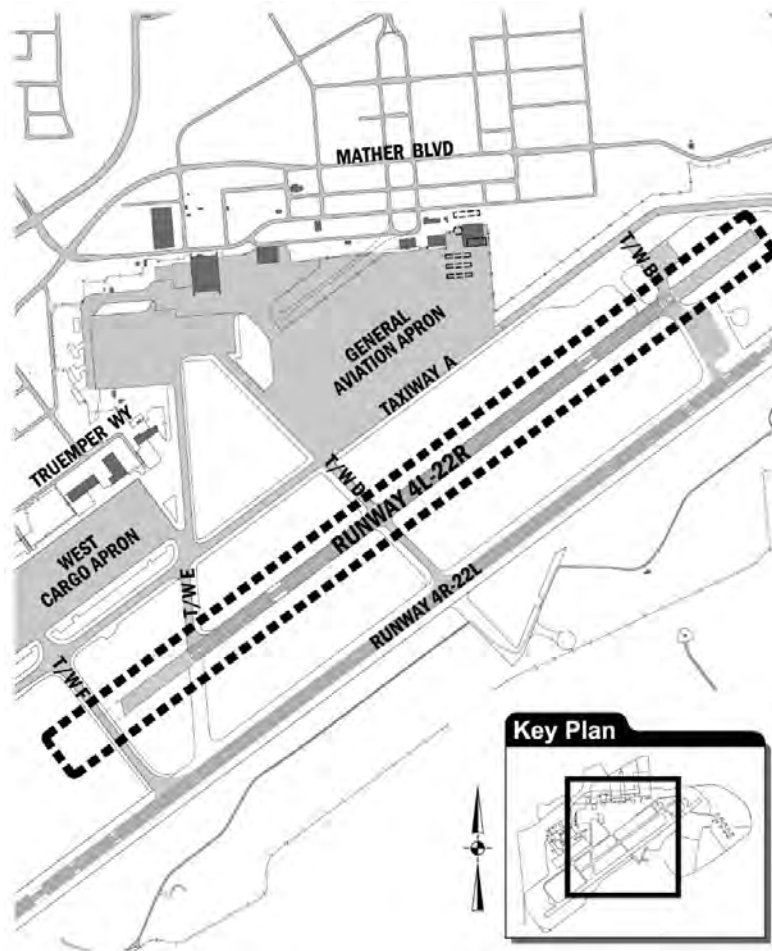 MATHER BLVD
T/W B
GENERAL
AVIATION APRON
TAXIWAY A
TRUEMPER WY
T/W D
RUNWAY 4L-22R
WEST
CARGO APRON
T/W E
RUNWAY 4R-22L
T/W F
Key Plan